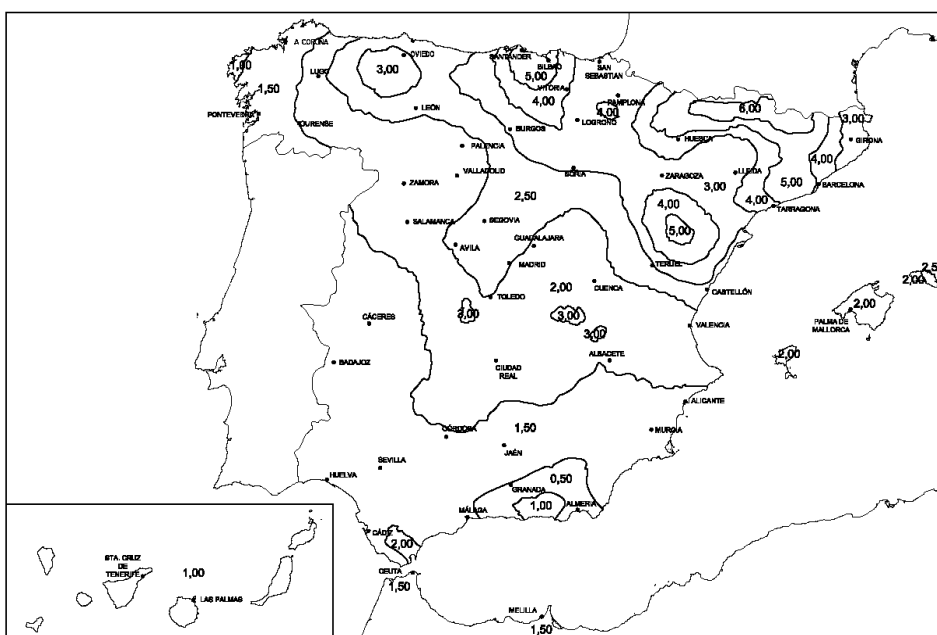 A CORUÑA
OVIEDO
SANTANDER
BILBAO
SAN
SEBASTIAN
1,00
LUGO
3,00
5,00
VITORIA
1,50
4,00
PAMPLONA
6,00
PONTEVEDRA
LEÓN
4,00
LOGROÑO
3,00
OURENSE
BURGOS
HUESCA
GIRONA
PALENCIA
4,00
VALLADOLID
SORIA
ZARAGOZA
LLEIDA
ZAMORA
3,00
5,00
BARCELONA
2,50
4,00
4,00
TARRAGONA
SALAMANCA
SEGOVIA
5,00
GUADALAJARA
AVILA
MADRID
TERUEL
2,00
2,5
TOLEDO
2,00
CUENCA
CASTELLÓN
2,00
3,00
3,00
CÁCERES
VALENCIA
PALMA DE
MALLORCA
3,00
2,00
BADAJOZ
CIUDAD
REAL
ALBACETE
ALICANTE
CÓRDOBA
1,50
MURCIA
JAÉN
SEVILLA
HUELVA
0,50
GRANADA
1,00
MÁLAGA
ALMERÍA
CÁDIZ
2,00
STA. CRUZ
DE
TENERIFE
1,00
CEUTA
1,50
LAS PALMAS
MELILLA
1,50